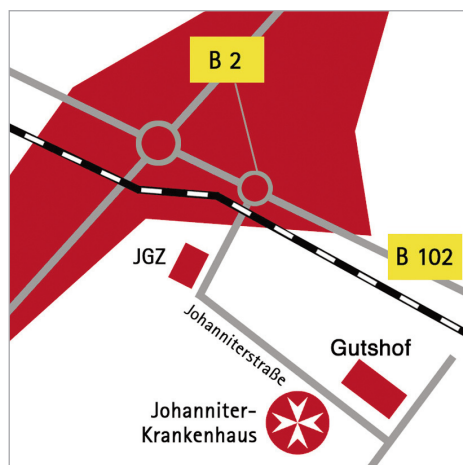 B 2
B 102
JGZ
Johanniterstraße
Gutshof
Johanniter-
Krankenhaus